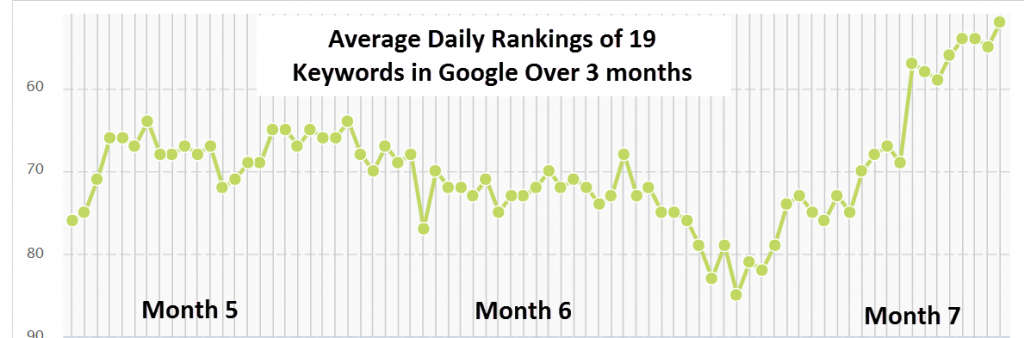 Average Daily Rankings of 19
Keywords in Google Over 3 months
60
70
80
Month 5
Month 6
Month 7
90